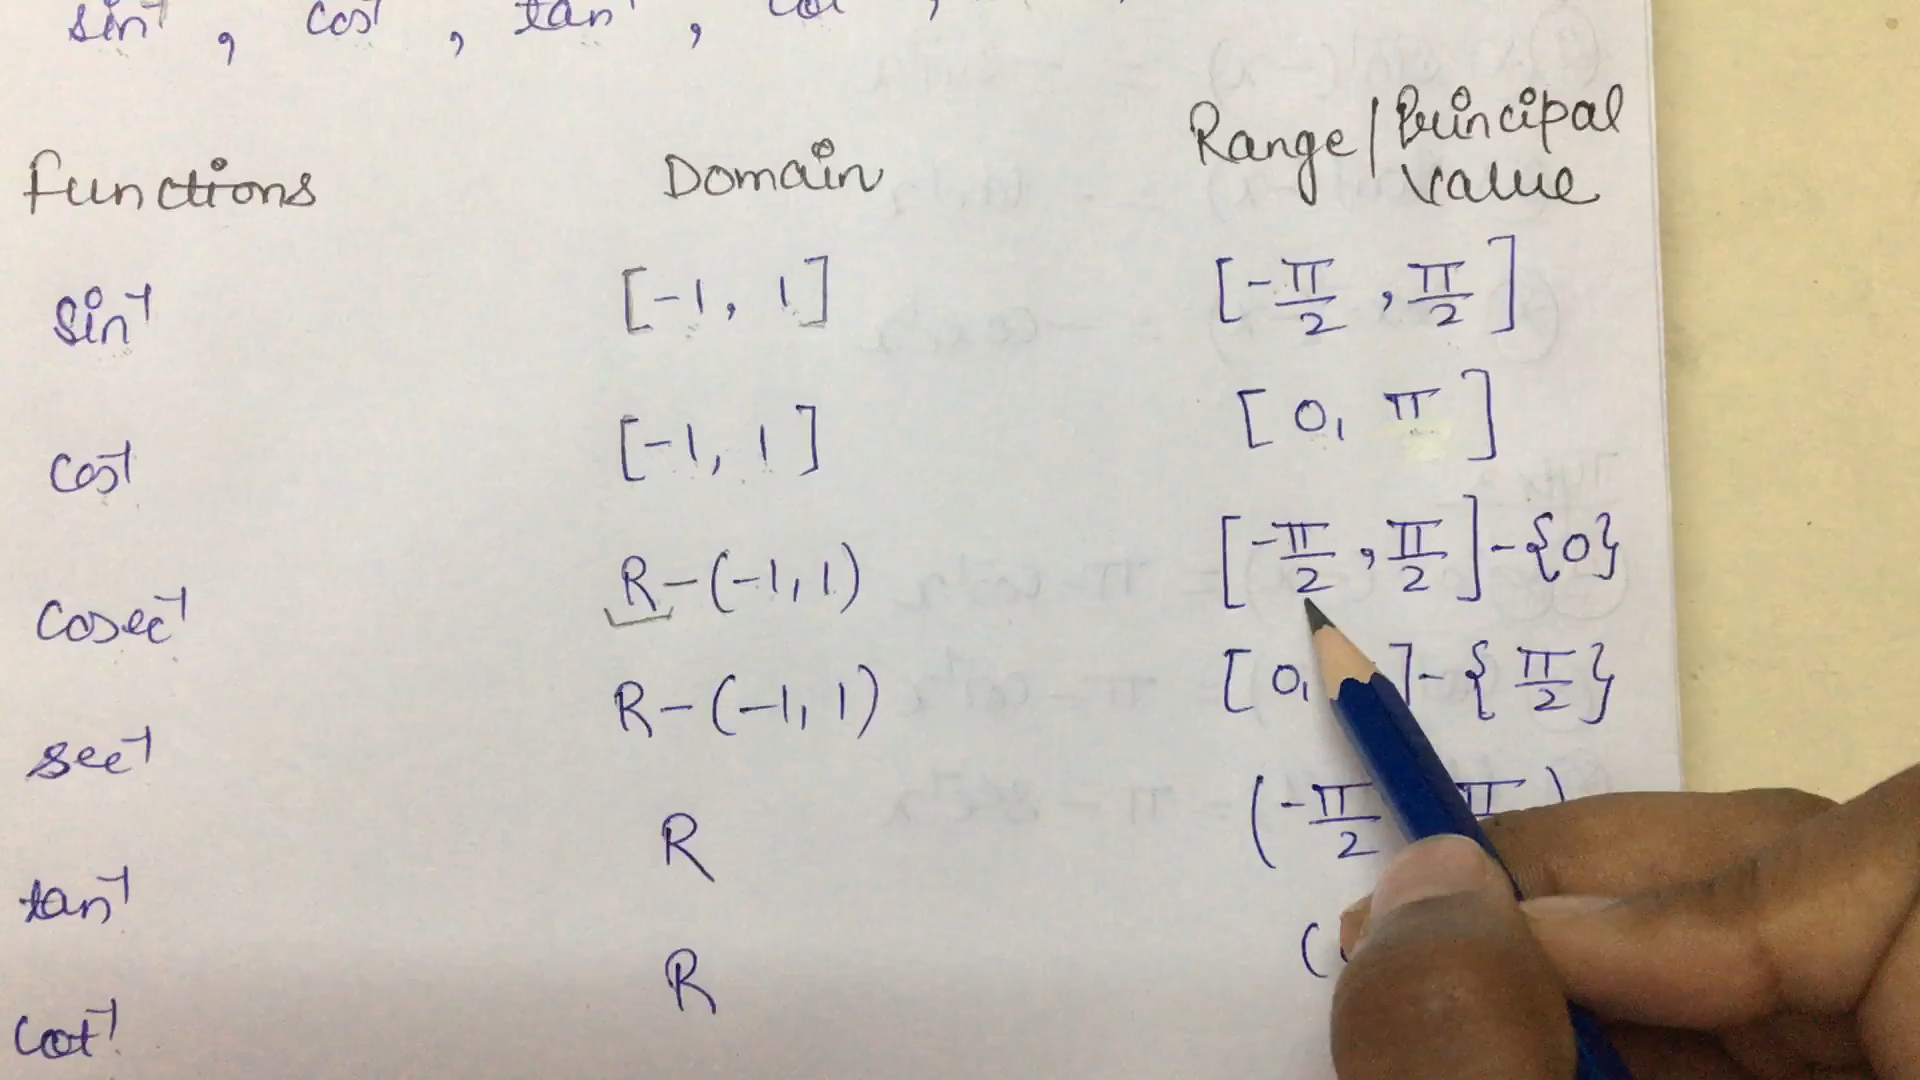 sin⁻¹ , cos⁻¹ , tan⁻¹ , cot
Functions Domain Range/Principal Value
sin⁻¹ [-1, 1] [-π/2 , π/2]
cos⁻¹ [-1, 1] [0, π]
cosec⁻¹ R-(-1, 1) [-π/2 , π/2]-{0}
sec⁻¹ R-(-1, 1) [0, ]-{π/2}
tan⁻¹ R (-π/2 π )
cot⁻¹ R (